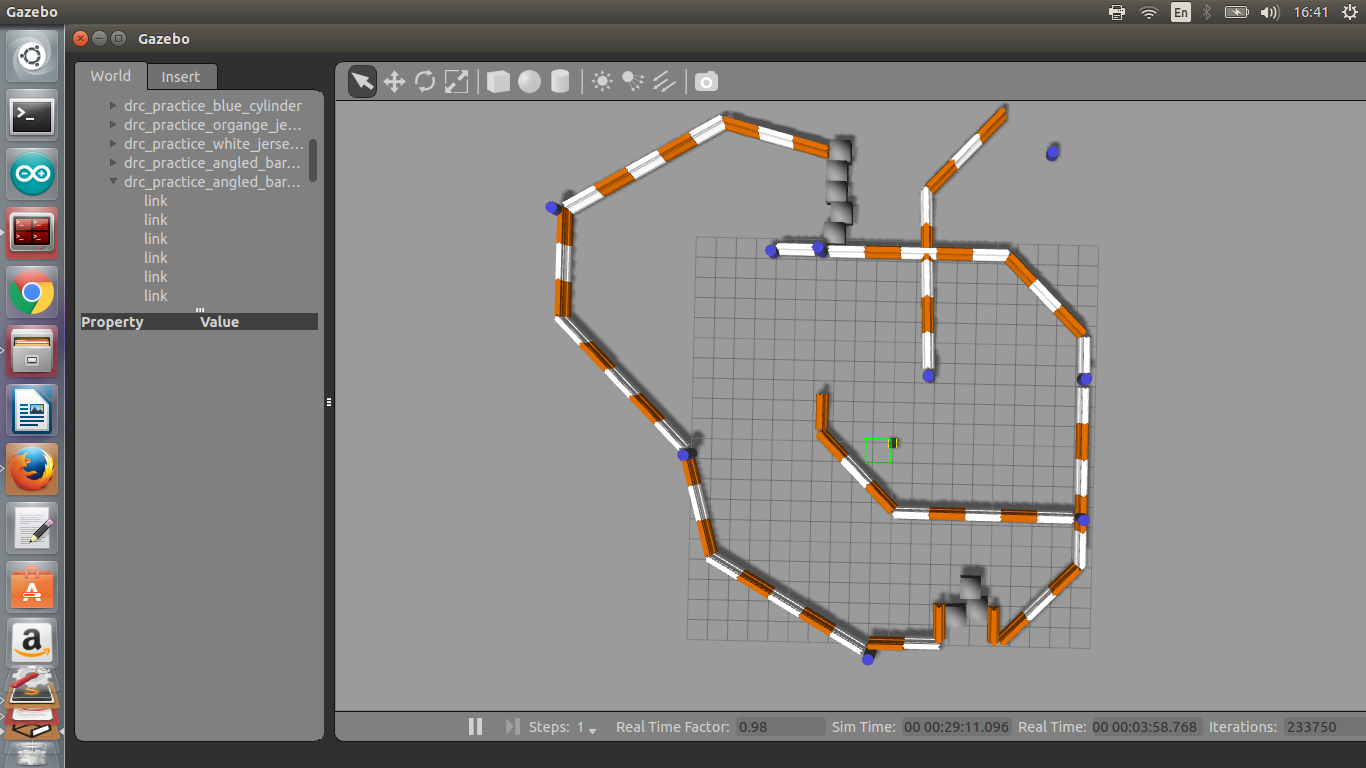 Gazebo
En
16:41
Gazebo
World Insert
drc_practice_blue_cylinder
drc_practice_organge_je...
drc_practice_white_jerse...
drc_practice_angled_bar...
drc_practice_angled_bar...
link
link
link
link
link
link
Property Value
Steps: 1 Real Time Factor: 0.98 Sim Time: 00 00:29:11.096 Real Time: 00 00:03:58.768 Iterations: 233750